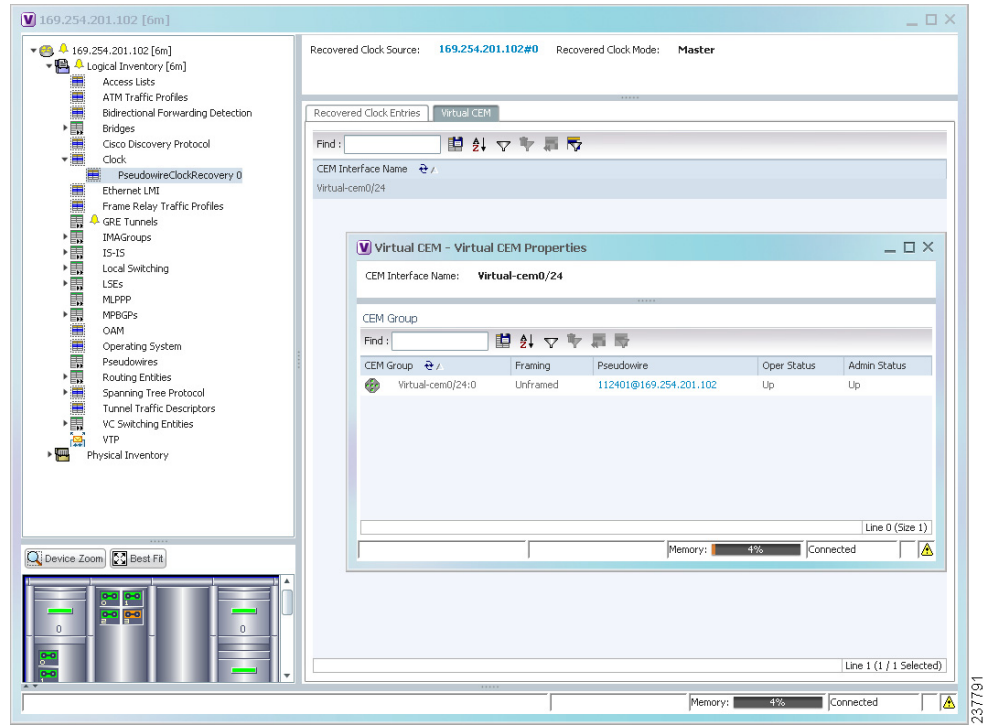 169.254.201.102 [6m]
169.254.201.102 [6m]
Logical Inventory [6m]
Access Lists
ATM Traffic Profiles
Bidirectional Forwarding Detection
Bridges
Cisco Discovery Protocol
Clock
PseudowireClockRecovery 0
Ethernet LMI
Frame Relay Traffic Profiles
GRE Tunnels
IMAGroups
IS-IS
Local Switching
LSEs
MLPPP
MPBGPs
OAM
Operating System
Pseudowires
Routing Entities
Spanning Tree Protocol
Tunnel Traffic Descriptors
VC Switching Entities
VTP
Physical Inventory
Device Zoom Best Fit
0 0
Recovered Clock Source: 169.254.201.102#0 Recovered Clock Mode: Master
Recovered Clock Entries Virtual CEM
Find :
CEM Interface Name
Virtual-cem0/24
Virtual CEM - Virtual CEM Properties
CEM Interface Name: Virtual-cem0/24
CEM Group
Find :
CEM Group Framing Pseudowire Oper Status Admin Status
Virtual-cem0/24:0 Unframed 112401@169.254.201.102 Up Up
Line 0 (Size 1)
Memory: 4% Connected
Line 1 (1 / 1 Selected)
Memory: 4% Connected
237791